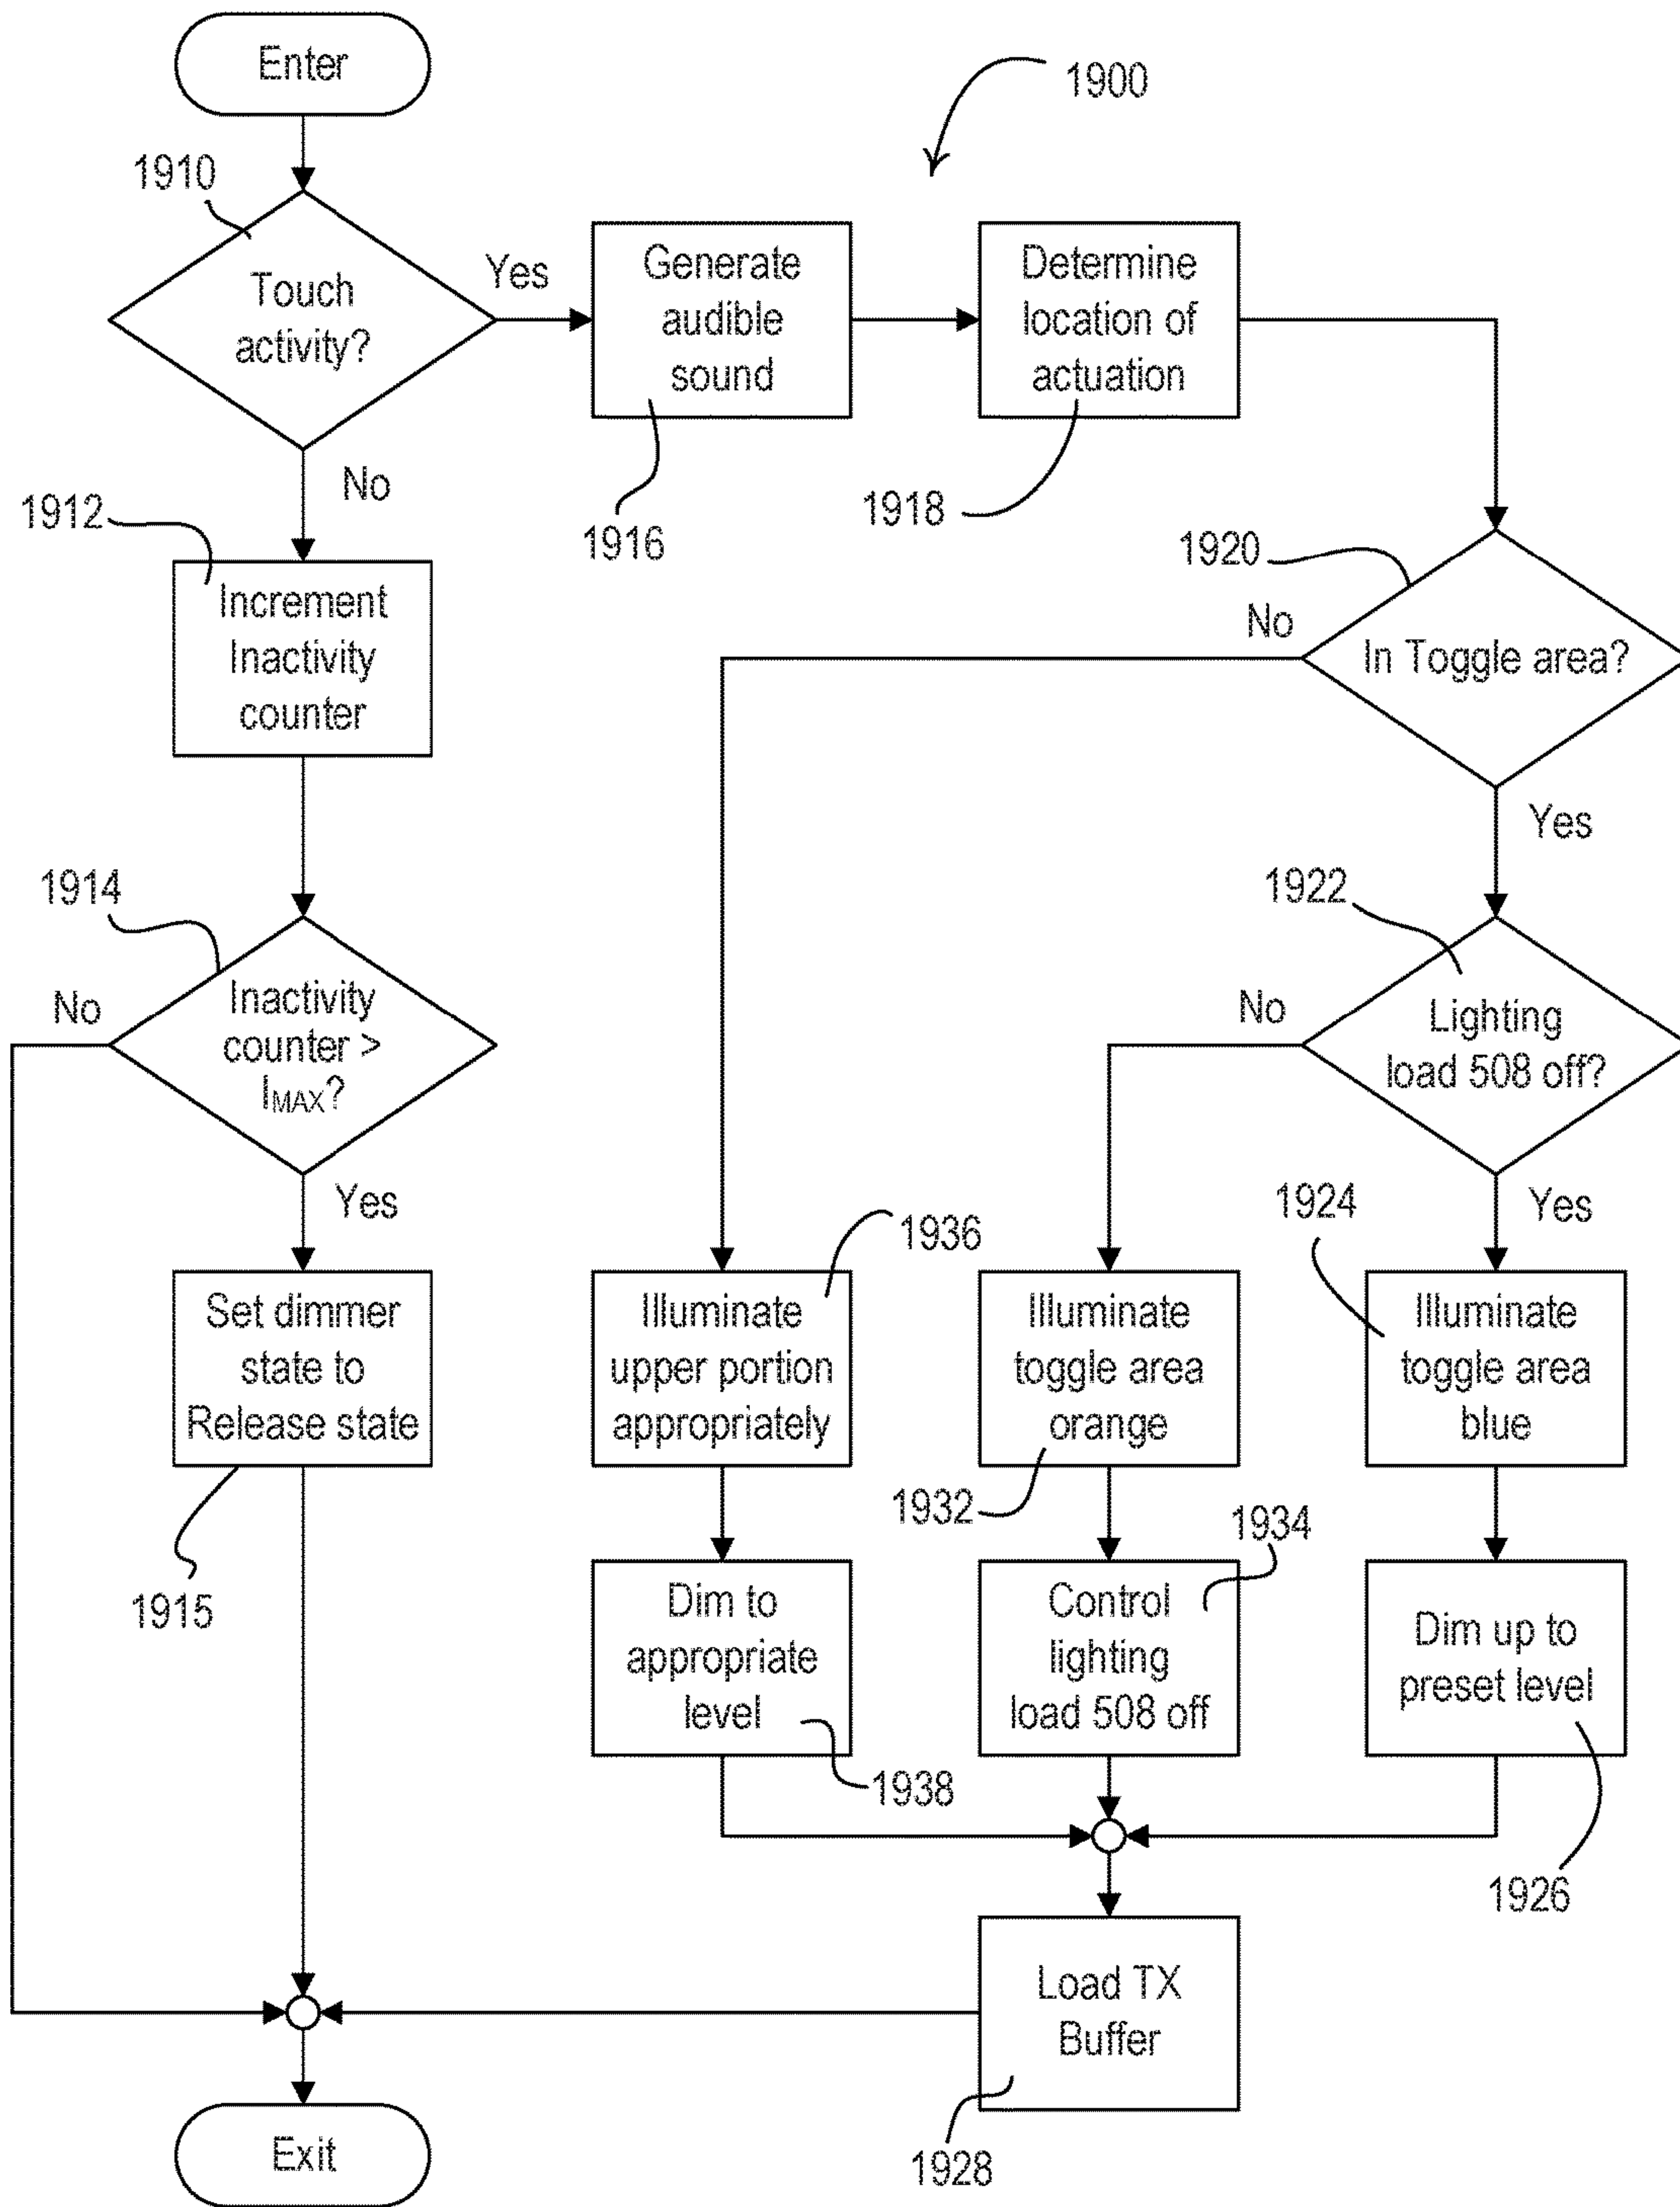 Enter
1900
1910
Touch
activity?
Yes
Generate
audible
sound
Determine
location of
actuation
No
1912
1916
1918
1920
Increment
Inactivity
counter
No
In Toggle area?
Yes
1914
1922
No
Inactivity
counter >
IMAX?
No
Lighting
load 508 off?
Yes
1936
1924
Yes
Set dimmer
state to
Release state
Illuminate
upper portion
appropriately
Illuminate
toggle area
orange
Illuminate
toggle area
blue
1915
1932
1934
Dim to
appropriate
level
Control
lighting
load 508 off
Dim up to
preset level
1938
1926
Load TX
Buffer
Exit
1928